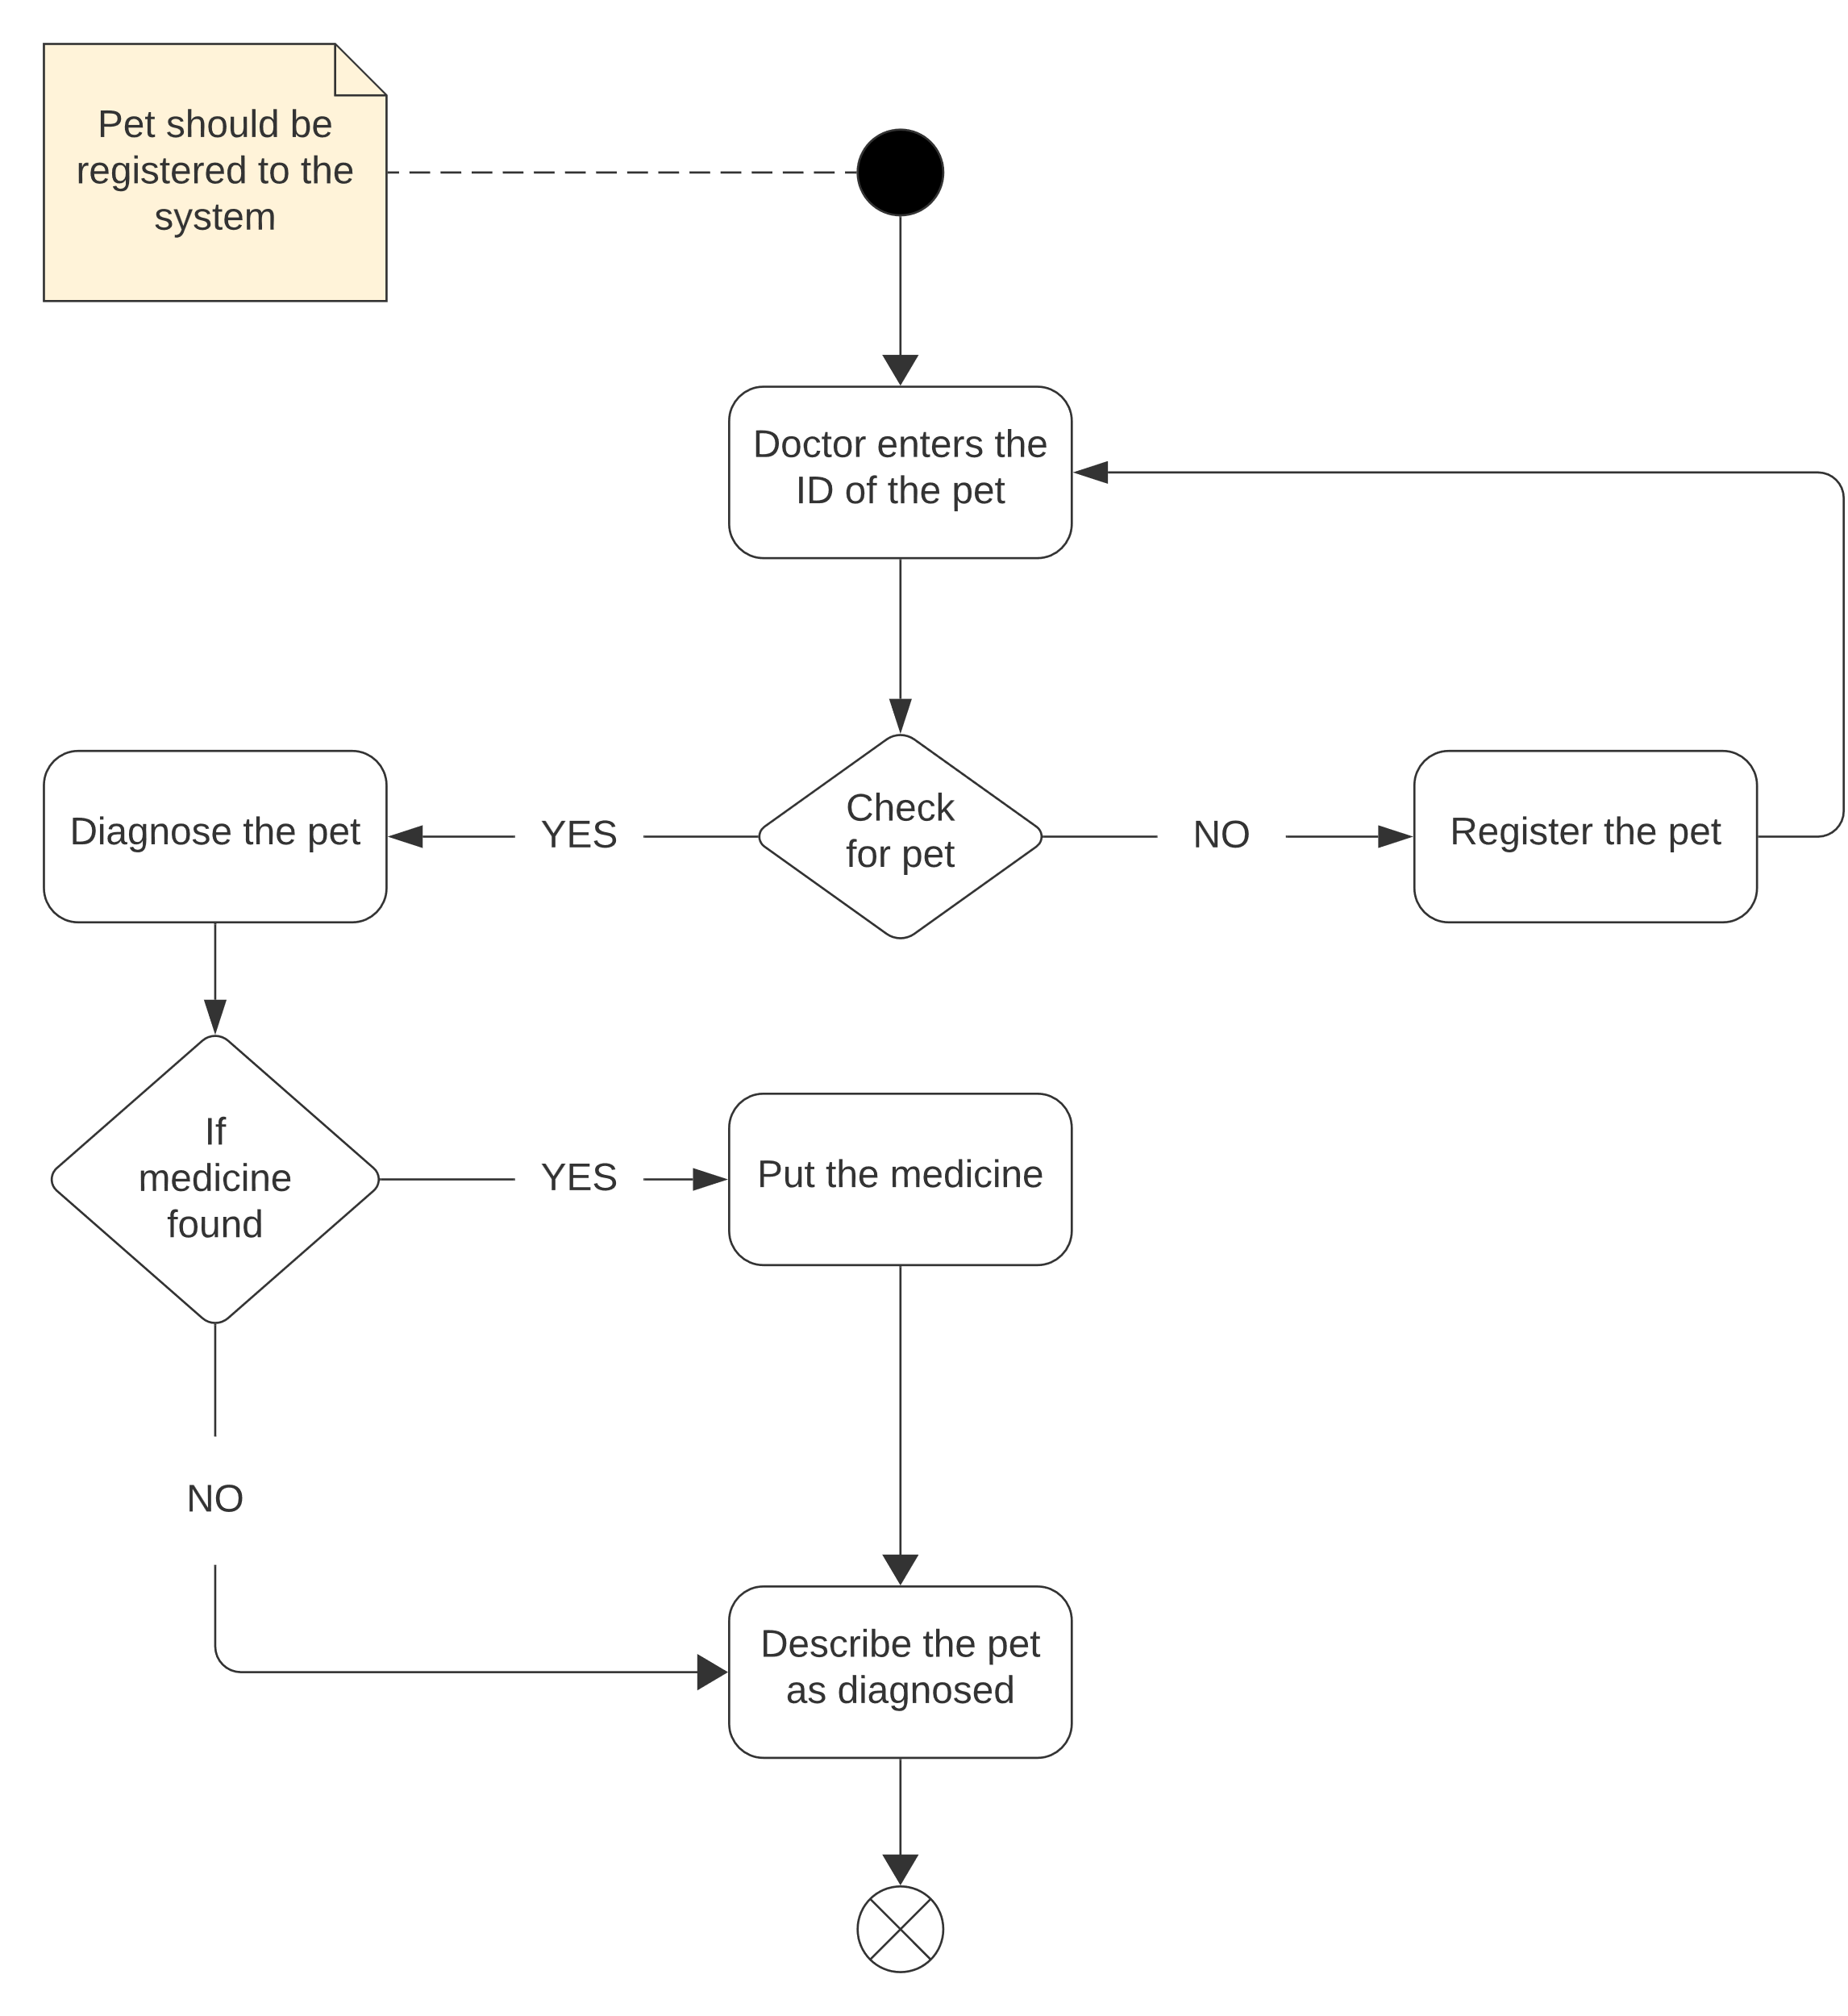 Pet should be
registered to the
system
Doctor enters the
ID of the pet
Diagnose the pet
YES
Check
for pet
NO
Register the pet
If
medicine
found
YES
Put the medicine
NO
Describe the pet
as diagnosed